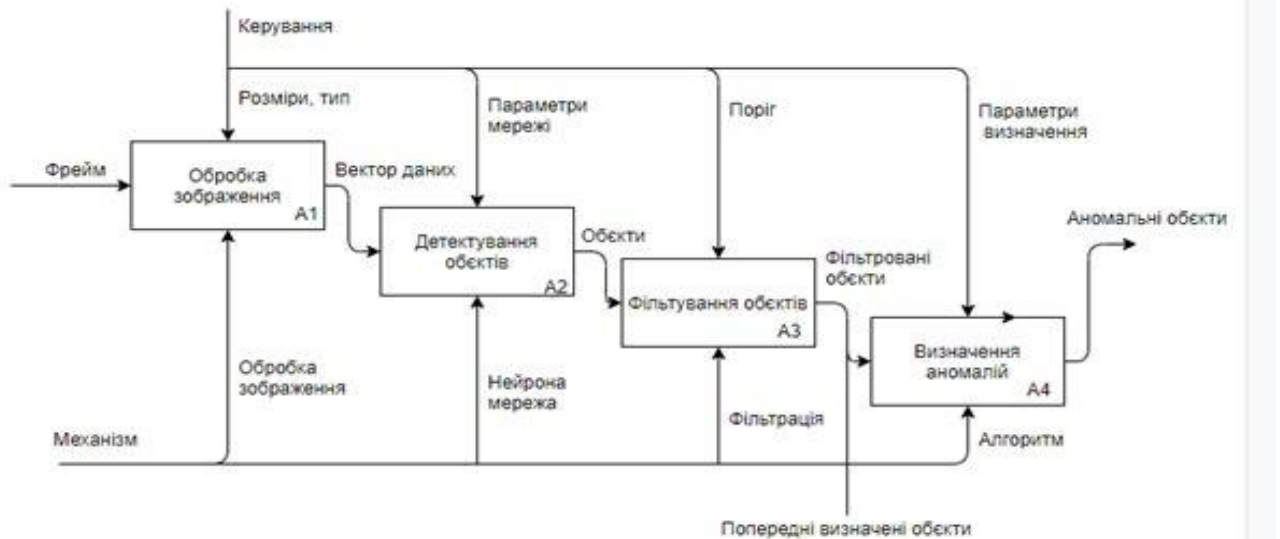 Керування
Розміри, тип
Параметри
мережі
Поріг
Параметри
визначення
Фрейм
Обробка
зображення
A1
Вектор даних
Детектування
обєктів
A2
Обєкти
Фільтування обєктів
A3
Фільтровані
обєкти
Визначення
аномалій
A4
Аномальні обєкти
Обробка
зображення
Нейрона
мережа
Фільтрація
Механізм
Алгоритм
Попередні визначені обєкти